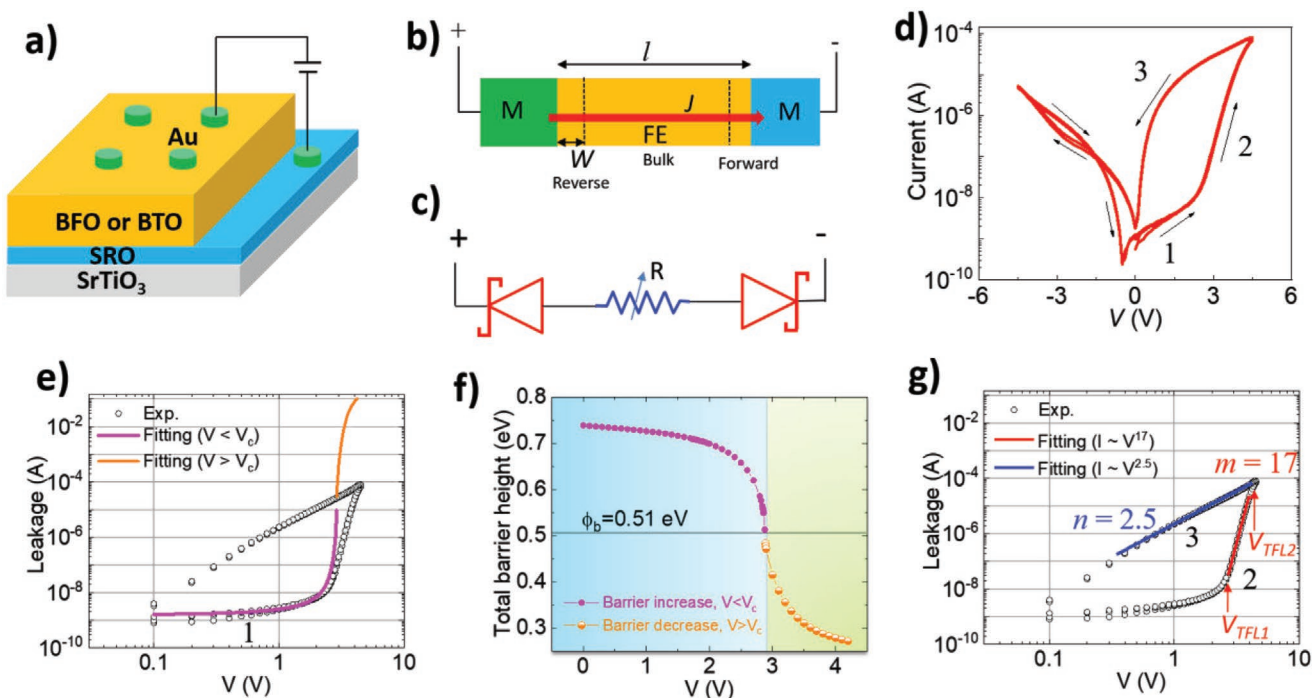 a)
Au
BFO or BTO
SRO
SrTiO3
b)
+
-
l
M
J
M
FE
W
Bulk
Forward
Reverse
c)
+
-
R
d)
10-4
10-6
10-8
10-10
Current (A)
3
2
1
-6
-3
0
3
6
V (V)
e)
10-2
10-4
10-6
10-8
10-10
Leakage (A)
Exp.
Fitting (V < Vc)
Fitting (V > Vc)
1
0.1
1
10
V (V)
f)
0.8
0.7
0.6
0.5
0.4
0.3
Total barrier height (eV)
ϕb=0.51 eV
Barrier increase, V<Vc
Barrier decrease, V>Vc
0
1
2
3
4
V (V)
g)
10-2
10-4
10-6
10-8
10-10
Leakage (A)
Exp.
Fitting (I ~ V17)
Fitting (I ~ V2.5)
m = 17
n = 2.5
3
VTFL2
2
VTFL1
0.1
1
10
V (V)